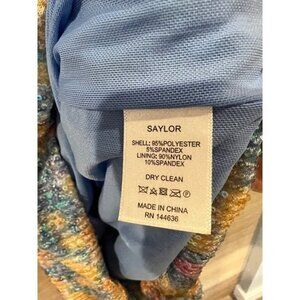 SAYLOR
SHELL: 95%POLYESTER
5%SPANDEX
LINING: 90%NYLON
10%SPANDEX
DRY CLEAN
MADE IN CHINA
RN 144636